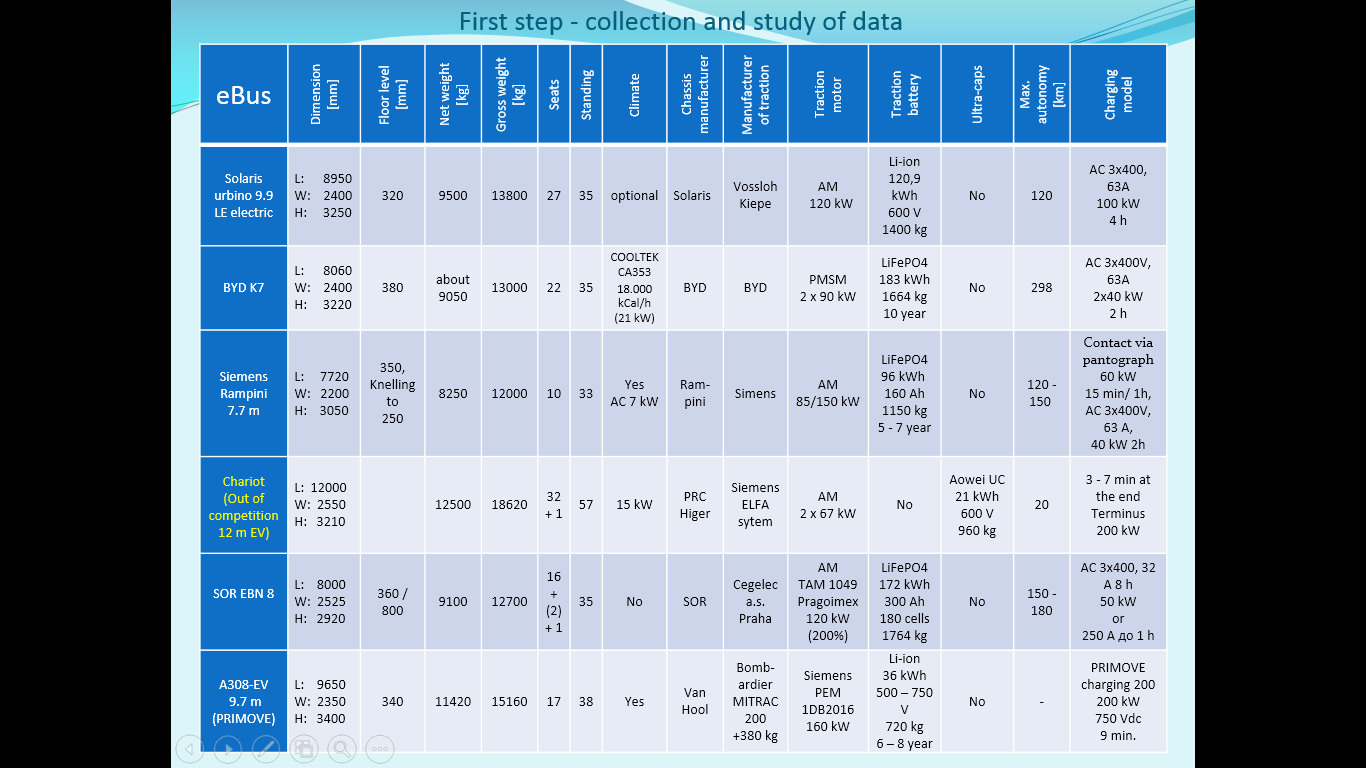 First step - collection and study of data
eBus
Dimension
[mm]
Floor level
[mm]
Net weight
[kg]
Gross weight
[kg]
Seats
Standing
Climate
Chassis
manufacturer
Manufacturer
of traction
Traction
motor
Traction
battery
Ultra-caps
Max.
autonomy
[km]
Charging
model
Solaris
urbino 9.9
LE electric
L: 8950
W: 2400
H: 3250
320
9500
13800
27
35
optional
Solaris
Vossloh
Kiepe
AM
120 kW
Li-ion
120,9
kWh
600 V
1400 kg
No
120
AC 3x400,
63A
100 kW
4 h
BYD K7
L: 8060
W: 2400
H: 3220
380
about
9050
13000
22
35
COOLTEK
CA353
18.000
kCal/h
(21 kW)
BYD
BYD
PMSM
2 x 90 kW
LiFePO4
183 kWh
1664 kg
10 year
No
298
AC 3x400V,
63A
2x40 kW
2 h
Siemens
Rampini
7.7 m
L: 7720
W: 2200
H: 3050
350,
Knelling
to
250
8250
12000
10
33
Yes
AC 7 kW
Ram-
pini
Simens
AM
85/150 kW
LiFePO4
96 kWh
160 Ah
1150 kg
5 - 7 year
No
120 -
150
Contact via
pantograph
60 kW
15 min/ 1h,
AC 3x400V,
63 A,
40 kW 2h
Chariot
(Out of
competition
12 m EV)
L: 12000
W: 2550
H: 3210
12500
18620
32
+ 1
57
15 kW
PRC
Higer
Siemens
ELFA
sytem
AM
2 x 67 kW
No
Aowei UC
21 kWh
600 V
960 kg
20
3 - 7 min at
the end
Terminus
200 kW
SOR EBN 8
L: 8000
W: 2525
H: 2920
360 /
800
9100
12700
16
+
(2)
+ 1
35
No
SOR
Cegelec
a.s.
Praha
AM
TAM 1049
Pragoimex
120 kW
(200%)
LiFePO4
172 kWh
300 Ah
180 cells
1764 kg
No
150 -
180
AC 3x400, 32
A 8 h
50 kW
or
250 A до 1 h
A308-EV
9.7 m
(PRIMOVE)
L: 9650
W: 2350
H: 3400
340
11420
15160
17
38
Yes
Van
Hool
Bomb-
ardier
MITRAC
200
+380 kg
Siemens
PEM
1DB2016
160 kW
Li-ion
36 kWh
500 – 750
V
720 kg
6 – 8 year
No
-
PRIMOVE
charging 200
200 kW
750 Vdc
9 min.